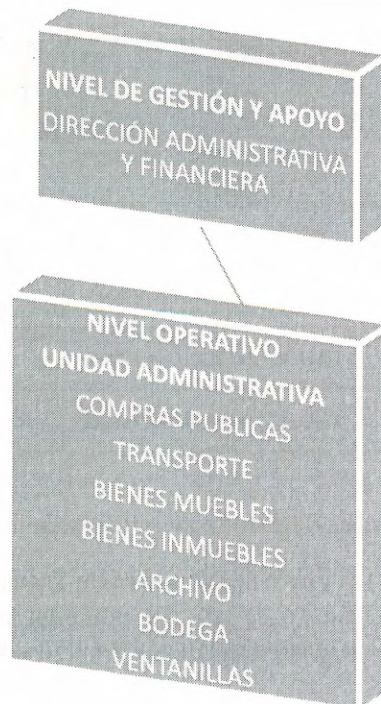 NIVEL DE GESTIÓN Y APOYO
DIRECCIÓN ADMINISTRATIVA
Y FINANCIERA
NIVEL OPERATIVO
UNIDAD ADMINISTRATIVA
COMPRAS PUBLICAS
TRANSPORTE
BIENES MUEBLES
BIENES INMUEBLES
ARCHIVO
BODEGA
VENTANILLAS